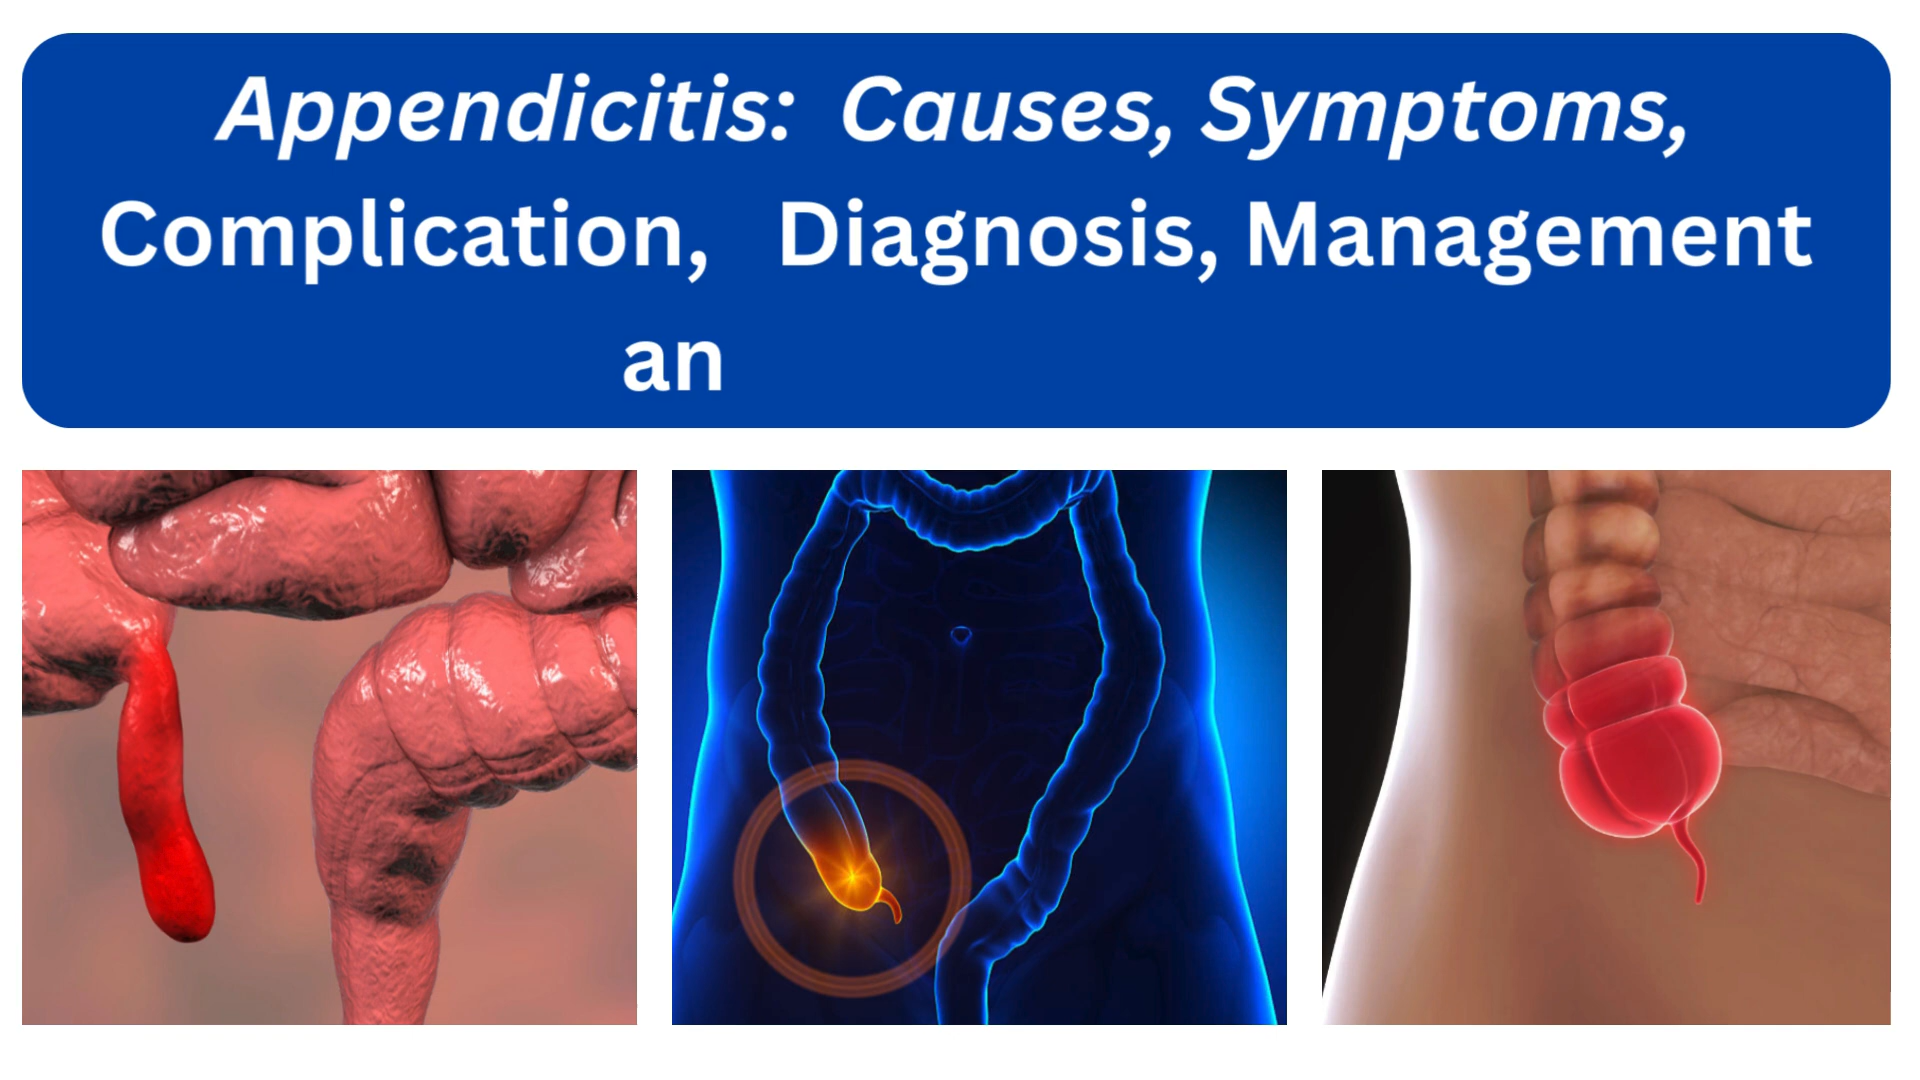 Appendicitis: Causes, Symptoms,
Complication, Diagnosis, Management
an